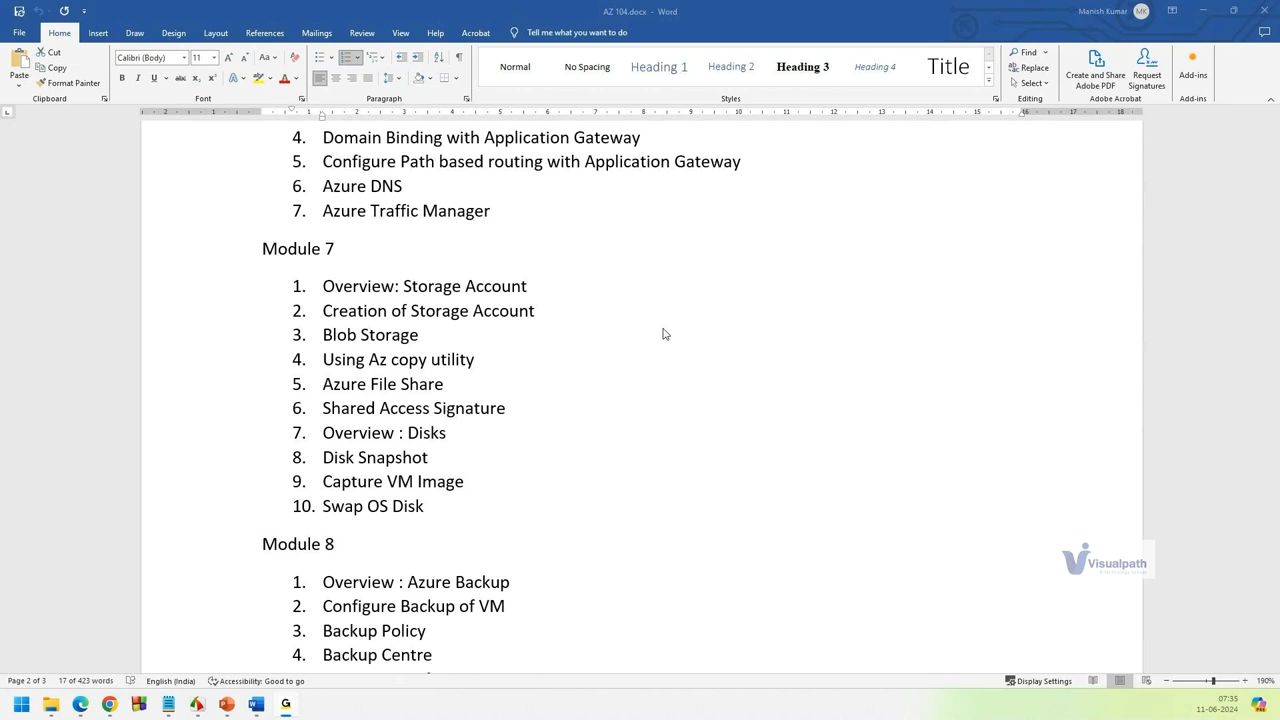 AZ 104.docx - Word
Manish Kumar MK
File Home Insert Draw Design Layout References Mailings Review View Help Acrobat Tell me what you want to do
Paste Cut Copy Format Painter Clipboard
Calibri (Body) 11 Font
Paragraph
Normal No Spacing Heading 1 Heading 2 Heading 3 Heading 4 Title Styles
Find Replace Select Editing
Create and Share Adobe PDF Request Signatures Adobe Acrobat
Add-ins Add-ins
4. Domain Binding with Application Gateway
5. Configure Path based routing with Application Gateway
6. Azure DNS
7. Azure Traffic Manager
Module 7
1. Overview: Storage Account
2. Creation of Storage Account
3. Blob Storage
4. Using Az copy utility
5. Azure File Share
6. Shared Access Signature
7. Overview : Disks
8. Disk Snapshot
9. Capture VM Image
10. Swap OS Disk
Module 8
1. Overview : Azure Backup
2. Configure Backup of VM
3. Backup Policy
4. Backup Centre
Visualpath
Page 2 of 3 17 of 423 words English (India) Accessibility: Good to go Display Settings 190%
07:35
11-06-2024